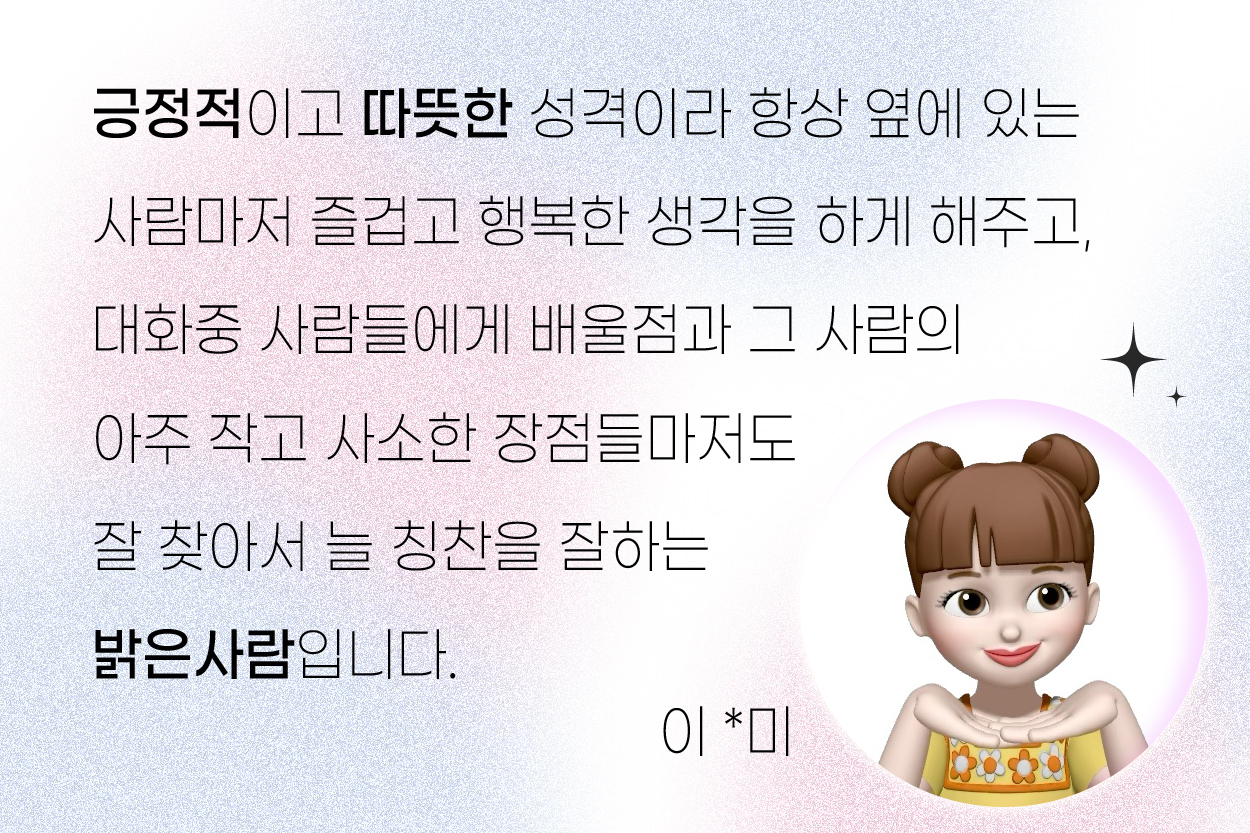 긍정적이고 따뜻한 성격이라 항상 옆에 있는
사람마저 즐겁고 행복한 생각을 하게 해주고,
대화중 사람들에게 배울점과 그 사람의
아주 작고 사소한 장점들마저도
잘 찾아서 늘 칭찬을 잘하는
밝은사람입니다.
이 *미